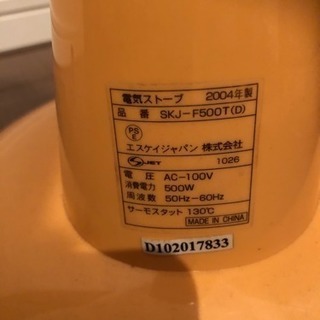 電気ストーブ 2004年製
品 番 SKJ-F500T(D)
PS E
エスケイジャパン 株式会社
S JET 1026
電 圧 AC-100V
消費電力 500W
周波数 50Hz-60Hz
サーモスタット 130℃
MADE IN CHINA
D102017833